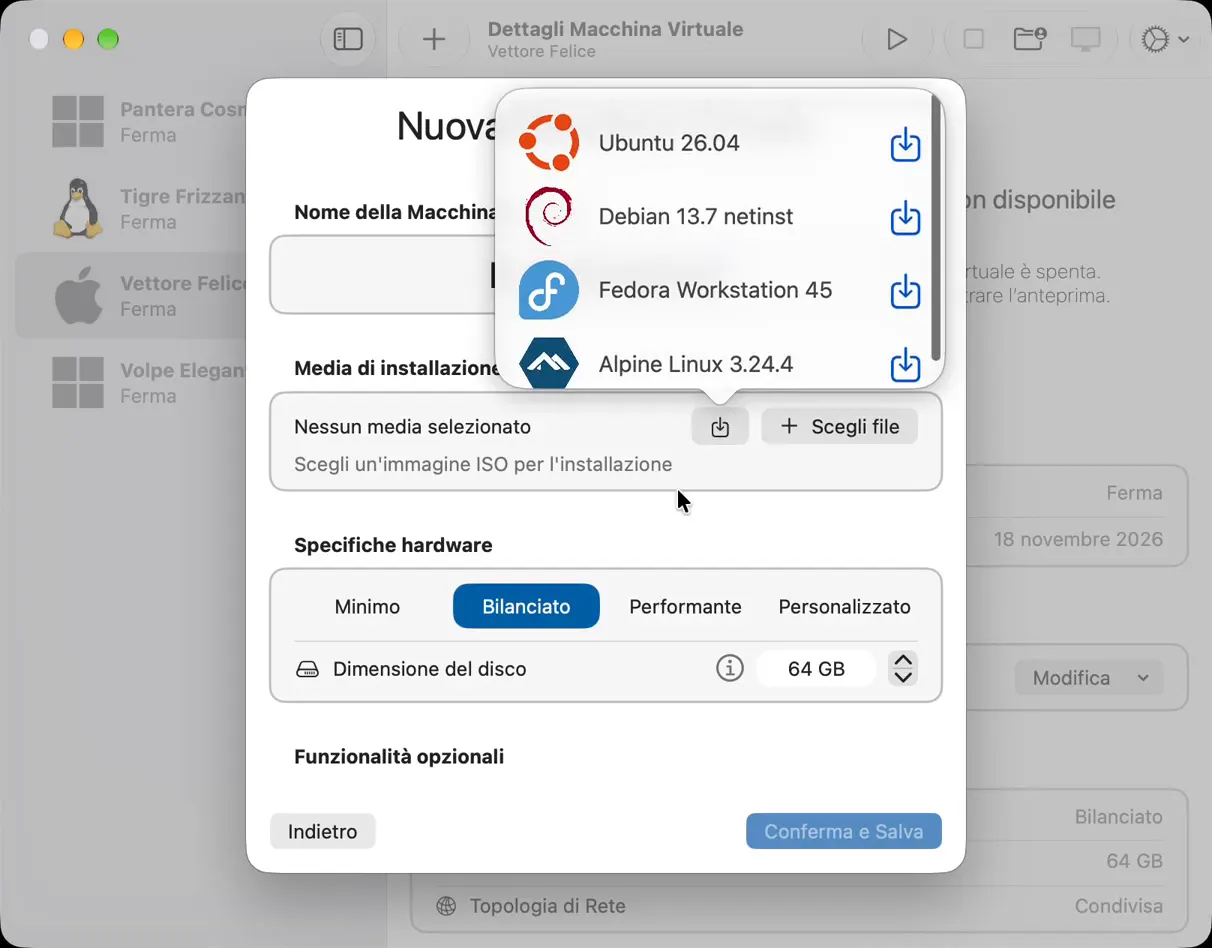 Dettagli Macchina Virtuale
Vettore Felice
Pantera Cosm
Ferma
Tigre Frizzan
Ferma
Vettore Felice
Ferma
Volpe Elegan
Ferma
Nuova
Ubuntu 26.04
Debian 13.7 netinst
Fedora Workstation 45
Alpine Linux 3.24.4
Nome della Macchina
Media di installazione
Nessun media selezionato
Scegli file
Scegli un'immagine ISO per l'installazione
Specifiche hardware
Minimo
Bilanciato
Performante
Personalizzato
Dimensione del disco
64 GB
Funzionalità opzionali
Indietro
Conferma e Salva
on disponibile
rtuale è spenta.
trare l’anteprima.
Ferma
18 novembre 2026
Modifica
Bilanciato
64 GB
Topologia di Rete
Condivisa